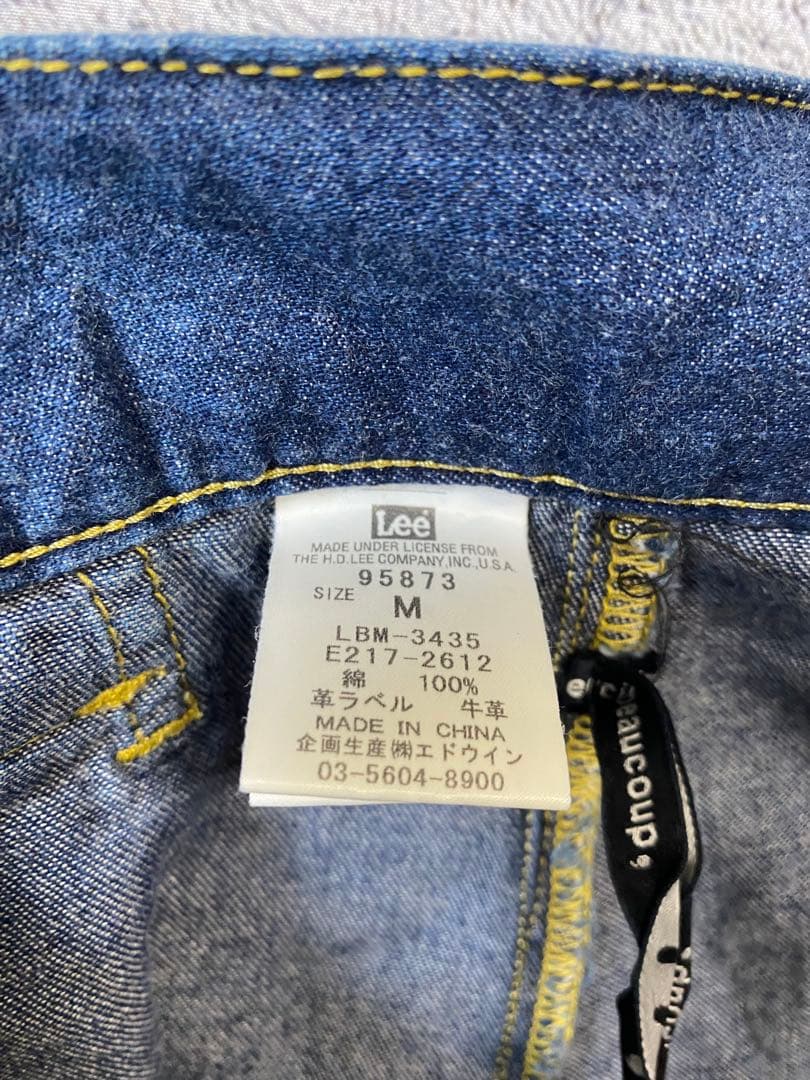 Lee
MADE UNDER LICENSE FROM
THE H.D.LEE COMPANY,INC.,U.S.A.
95873
SIZE M
LBM-3435
E217-2612
綿 100%
革ラベル 牛革
MADE IN CHINA
企画生産㈱エドウイン
03-5604-8900
Beaucoup,